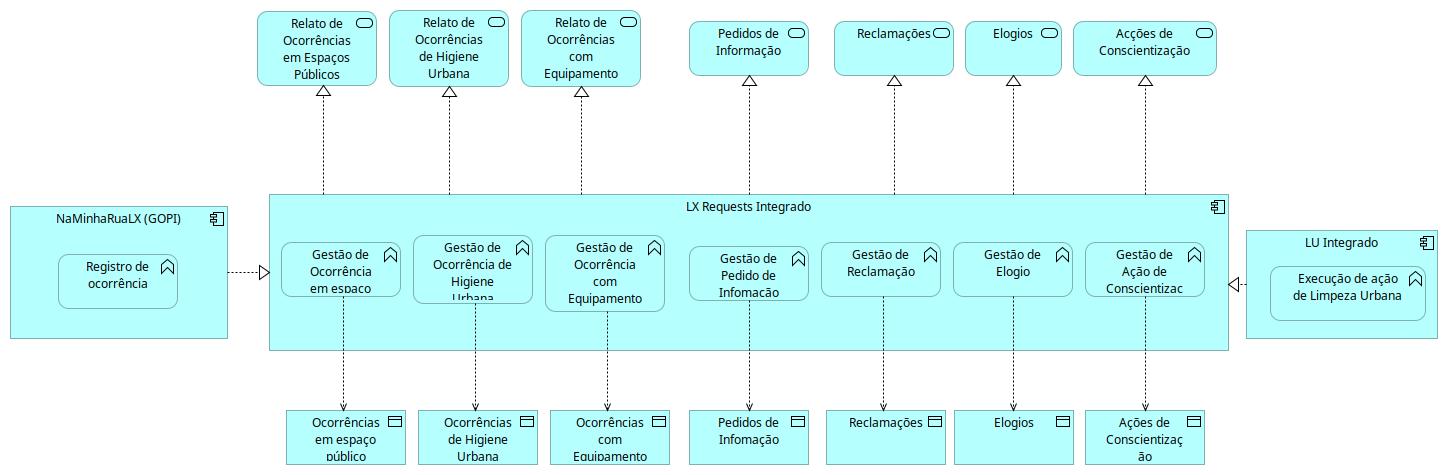 Relato de
Ocorrências
em Espaços
Públicos
Relato de
Ocorrências
de Higiene
Urbana
Relato de
Ocorrências
com
Equipamento
Pedidos de
Informação
Reclamações
Elogios
Acções de
Conscientização
NaMinhaRuaLX (GOPI)
Registro de
ocorrência
LX Requests Integrado
Gestão de
Ocorrência
em espaço
Gestão de
Ocorrência de
Higiene
Urbana
Gestão de
Ocorrência
com
Equipamento
Gestão de
Pedido de
Infomação
Gestão de
Reclamação
Gestão de
Elogio
Gestão de
Ação de
Conscientizaç
LU Integrado
Execução de ação
de Limpeza Urbana
Ocorrências
em espaço
público
Ocorrências
de Higiene
Urbana
Ocorrências
com
Equipamento
Pedidos de
Infomação
Reclamações
Elogios
Ações de
Conscientizaç
ão